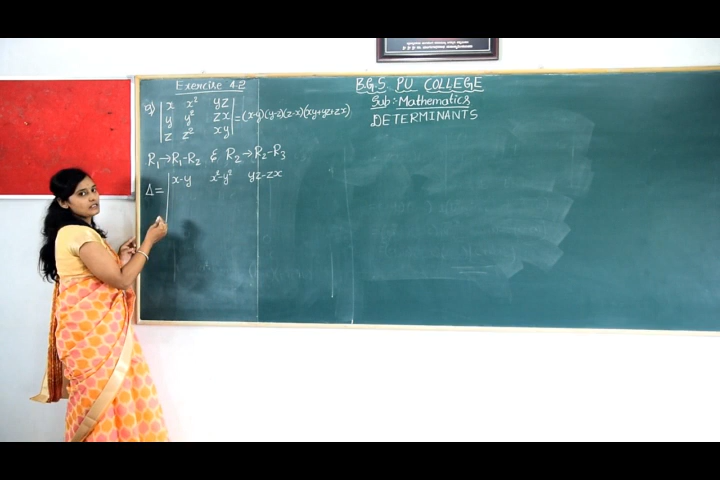 Exercise 4.2
9) | x x² yz |
| y y² zx | = (x-y)(y-z)(z-x)(xy+yz+zx)
| z z² xy |
R₁→R₁-R₂ & R₂→R₂-R₃
Δ= | x-y x²-y² yz-zx
B.G.S PU COLLEGE
Sub:- Mathematics
DETERMINANTS